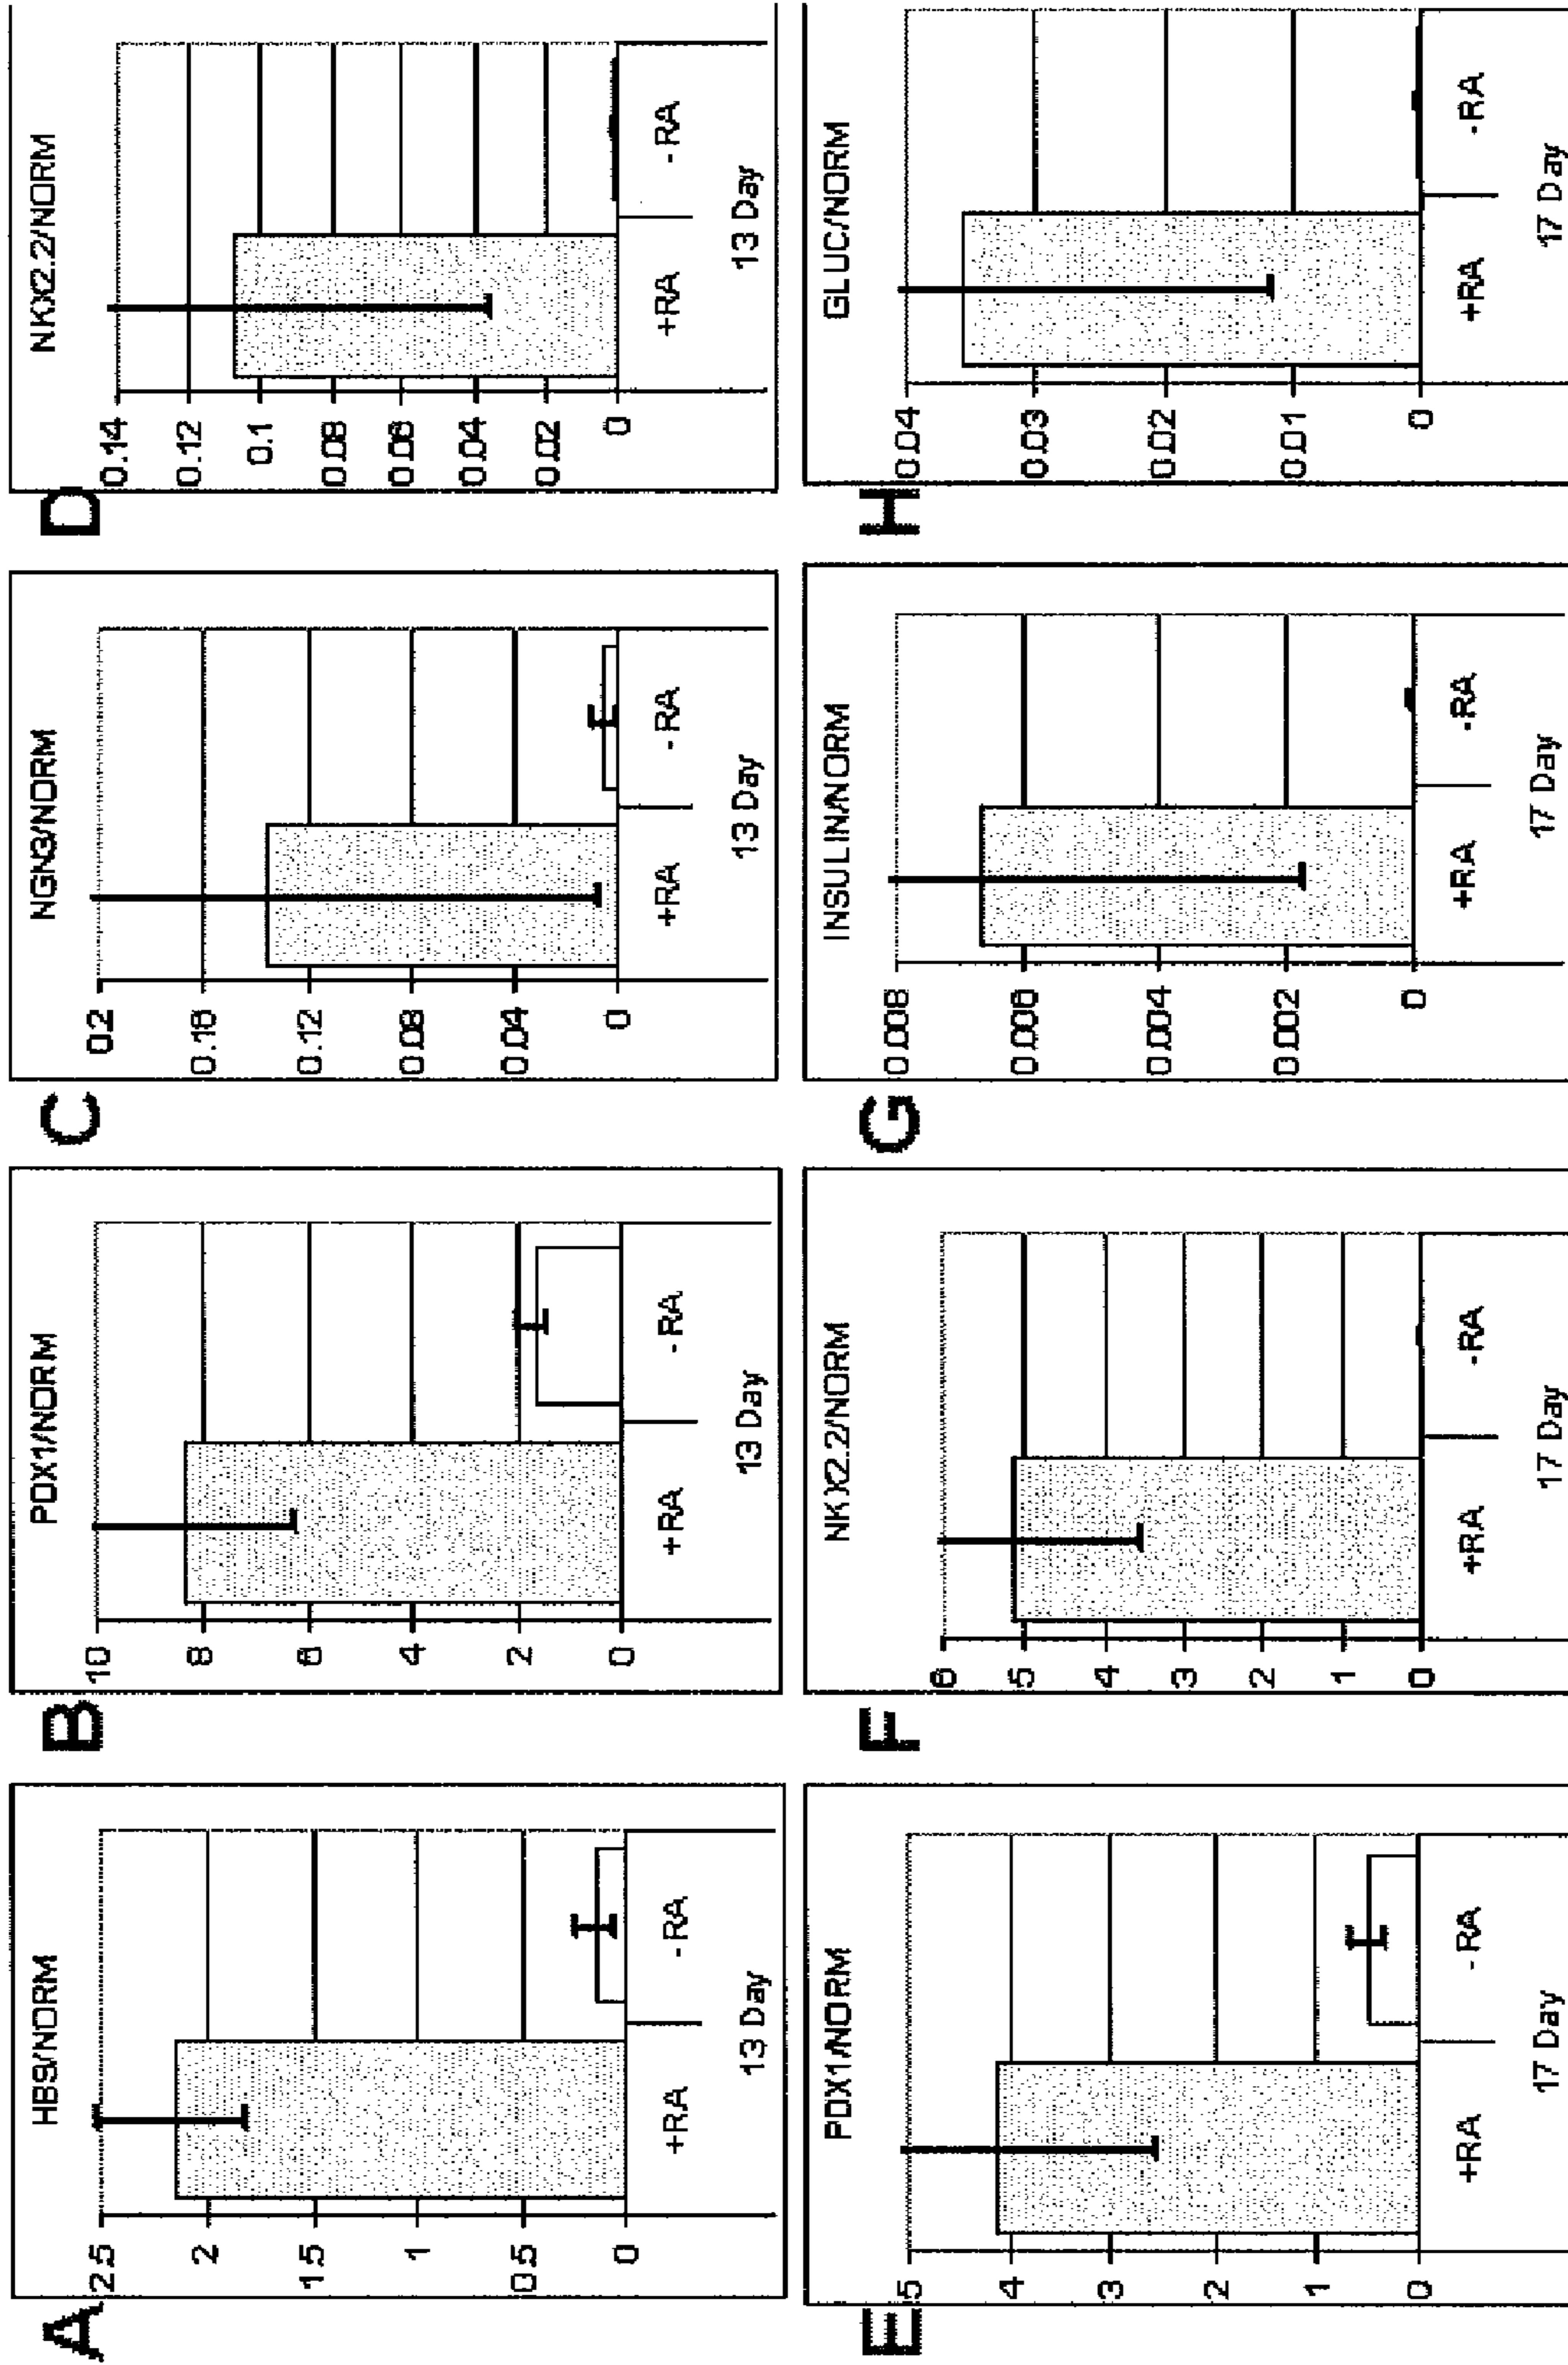 A
HB9/NORM
2.5
2
1.5
1
0.5
0
+RA
-RA
13 Day
B
PDX1/NORM
10
8
6
4
2
0
+RA
-RA
13 Day
C
NGN3/NORM
0.2
0.16
0.12
0.08
0.04
0
+RA
-RA
13 Day
D
NKX2.2/NORM
0.14
0.12
0.1
0.08
0.06
0.04
0.02
0
+RA
-RA
13 Day
E
PDX1/NORM
5
4
3
2
1
0
+RA
-RA
17 Day
F
NKX2.2/NORM
6
5
4
3
2
1
0
+RA
-RA
17 Day
G
INSULIN/NORM
0.008
0.006
0.004
0.002
0
+RA
-RA
17 Day
H
GLUC/NORM
0.04
0.03
0.02
0.01
0
+RA
-RA
17 Day